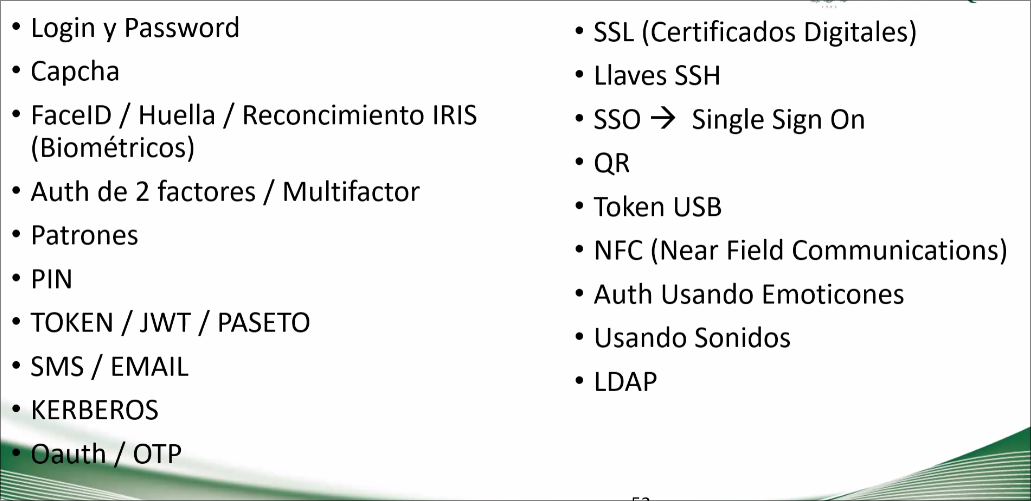 • Login y Password
• Capcha
• FaceID / Huella / Reconcimiento IRIS
(Biométricos)
• Auth de 2 factores / Multifactor
• Patrones
• PIN
• TOKEN / JWT / PASETO
• SMS / EMAIL
• KERBEROS
• Oauth / OTP
• SSL (Certificados Digitales)
• Llaves SSH
• SSO → Single Sign On
• QR
• Token USB
• NFC (Near Field Communications)
• Auth Usando Emoticones
• Usando Sonidos
• LDAP